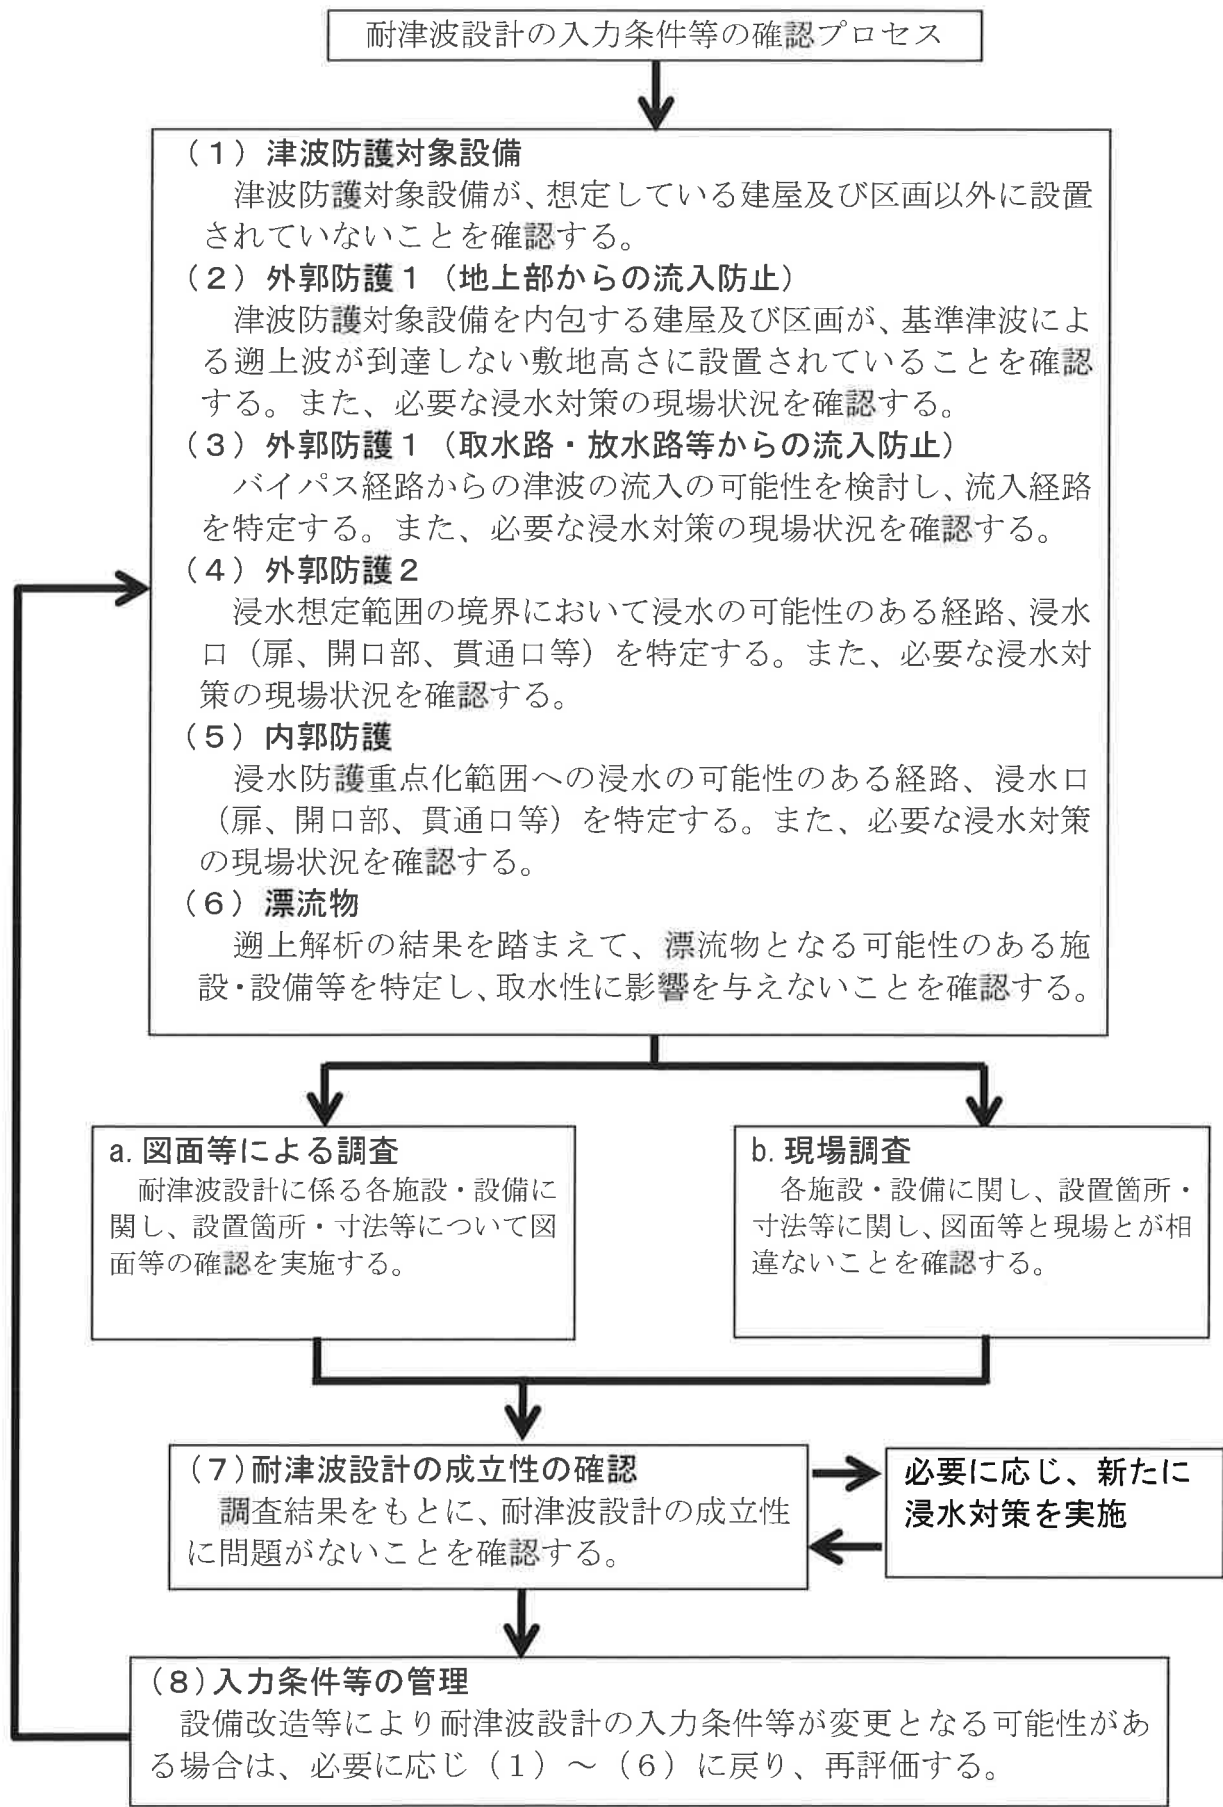 耐津波設計の入力条件等の確認プロセス
(1) 津波防護対象設備
津波防護対象設備が、想定している建屋及び区画以外に設置
されていないことを確認する。
(2) 外郭防護1（地上部からの流入防止）
津波防護対象設備を内包する建屋及び区画が、基準津波によ
る遡上波が到達しない敷地高さに設置されていることを確認
する。また、必要な浸水対策の現場状況を確認する。
(3) 外郭防護1（取水路・放水路等からの流入防止）
バイパス経路からの津波の流入の可能性を検討し、流入経路
を特定する。また、必要な浸水対策の現場状況を確認する。
(4) 外郭防護2
浸水想定範囲の境界において浸水の可能性のある経路、浸水
口（扉、開口部、貫通口等）を特定する。また、必要な浸水対
策の現場状況を確認する。
(5) 内郭防護
浸水防護重点化範囲への浸水の可能性のある経路、浸水口
（扉、開口部、貫通口等）を特定する。また、必要な浸水対策
の現場状況を確認する。
(6) 漂流物
遡上解析の結果を踏まえて、漂流物となる可能性のある施
設・設備等を特定し、取水性に影響を与えないことを確認する。
a. 図面等による調査
耐津波設計に係る各施設・設備に
関し、設置箇所・寸法等について図
面等の確認を実施する。
b. 現場調査
各施設・設備に関し、設置箇所・
寸法等に関し、図面等と現場とが相
違ないことを確認する。
(7)耐津波設計の成立性の確認
調査結果をもとに、耐津波設計の成立性
に問題がないことを確認する。
必要に応じ、新たに
浸水対策を実施
(8)入力条件等の管理
設備改造等により耐津波設計の入力条件等が変更となる可能性があ
る場合は、必要に応じ（1）～（6）に戻り、再評価する。